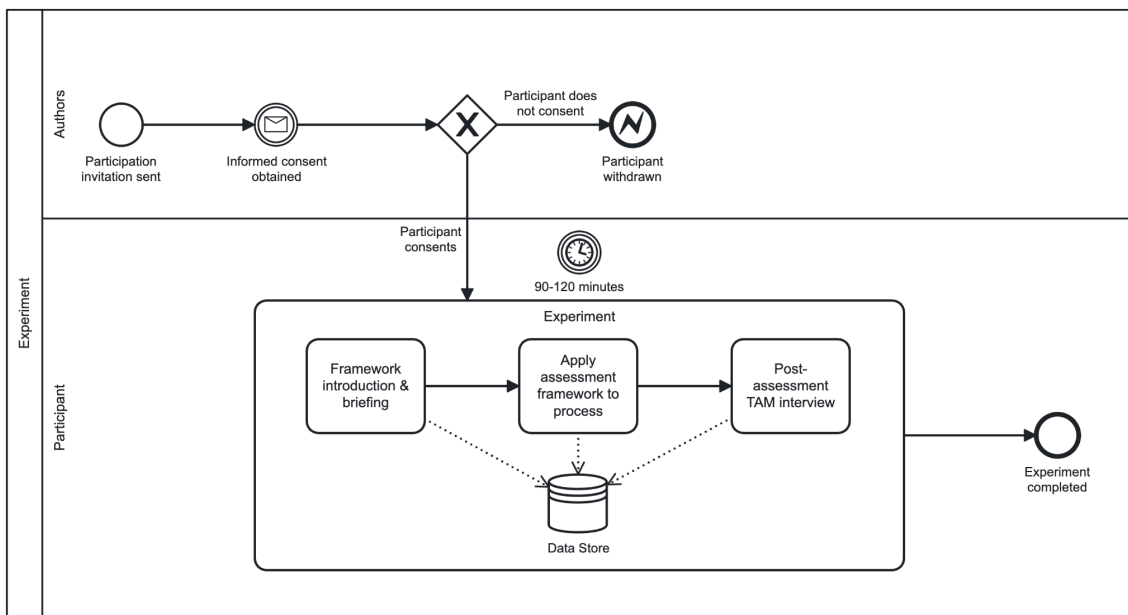 Experiment
Authors
Participation
invitation sent
Informed consent
obtained
Participant does
not consent
Participant
withdrawn
Participant
Participant
consents
90-120 minutes
Experiment
Framework
introduction &
briefing
Apply
assessment
framework to
process
Post-
assessment
TAM interview
Data Store
Experiment
completed